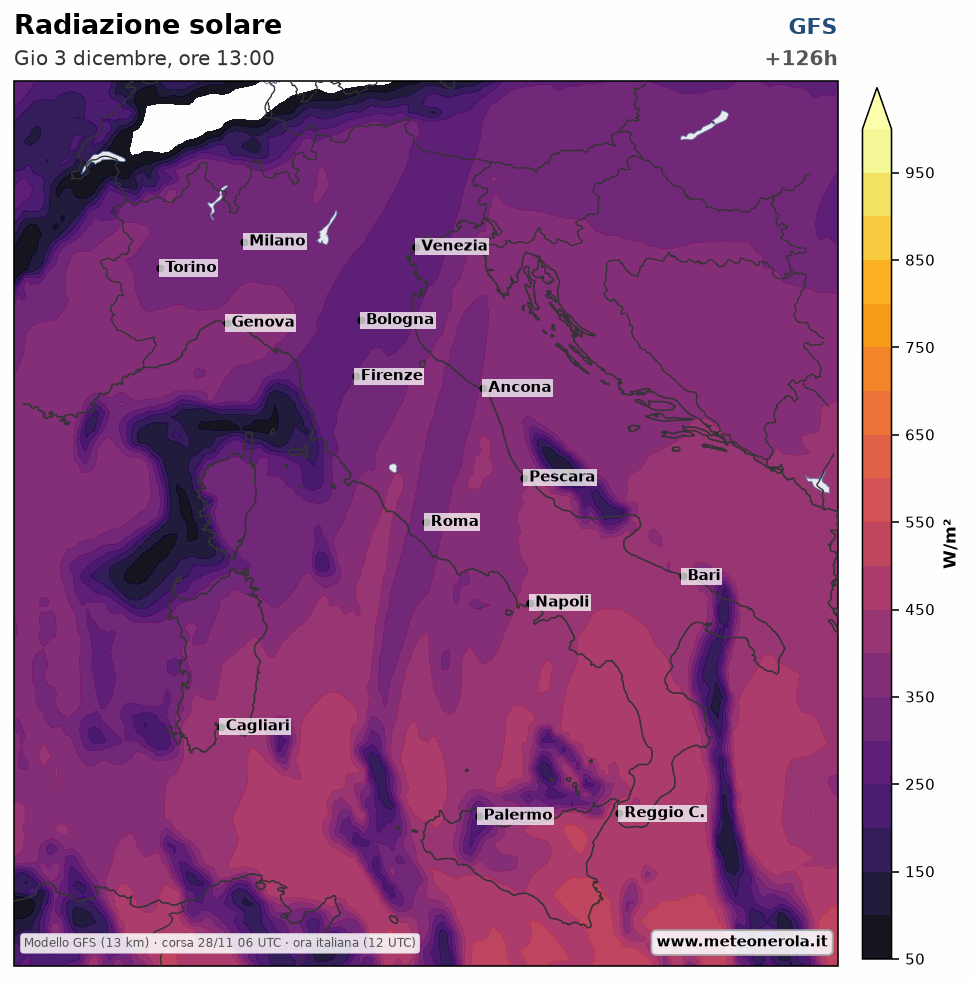 Radiazione solare
GFS
Gio 3 dicembre, ore 13:00
+126h
Milano
Venezia
Torino
Genova
Bologna
Firenze
Ancona
Pescara
Roma
Bari
Napoli
Cagliari
Palermo
Reggio C.
950
850
750
650
550
450
350
250
150
50
W/m²
Modello GFS (13 km) · corsa 28/11 06 UTC · ora italiana (12 UTC)
www.meteonerola.it